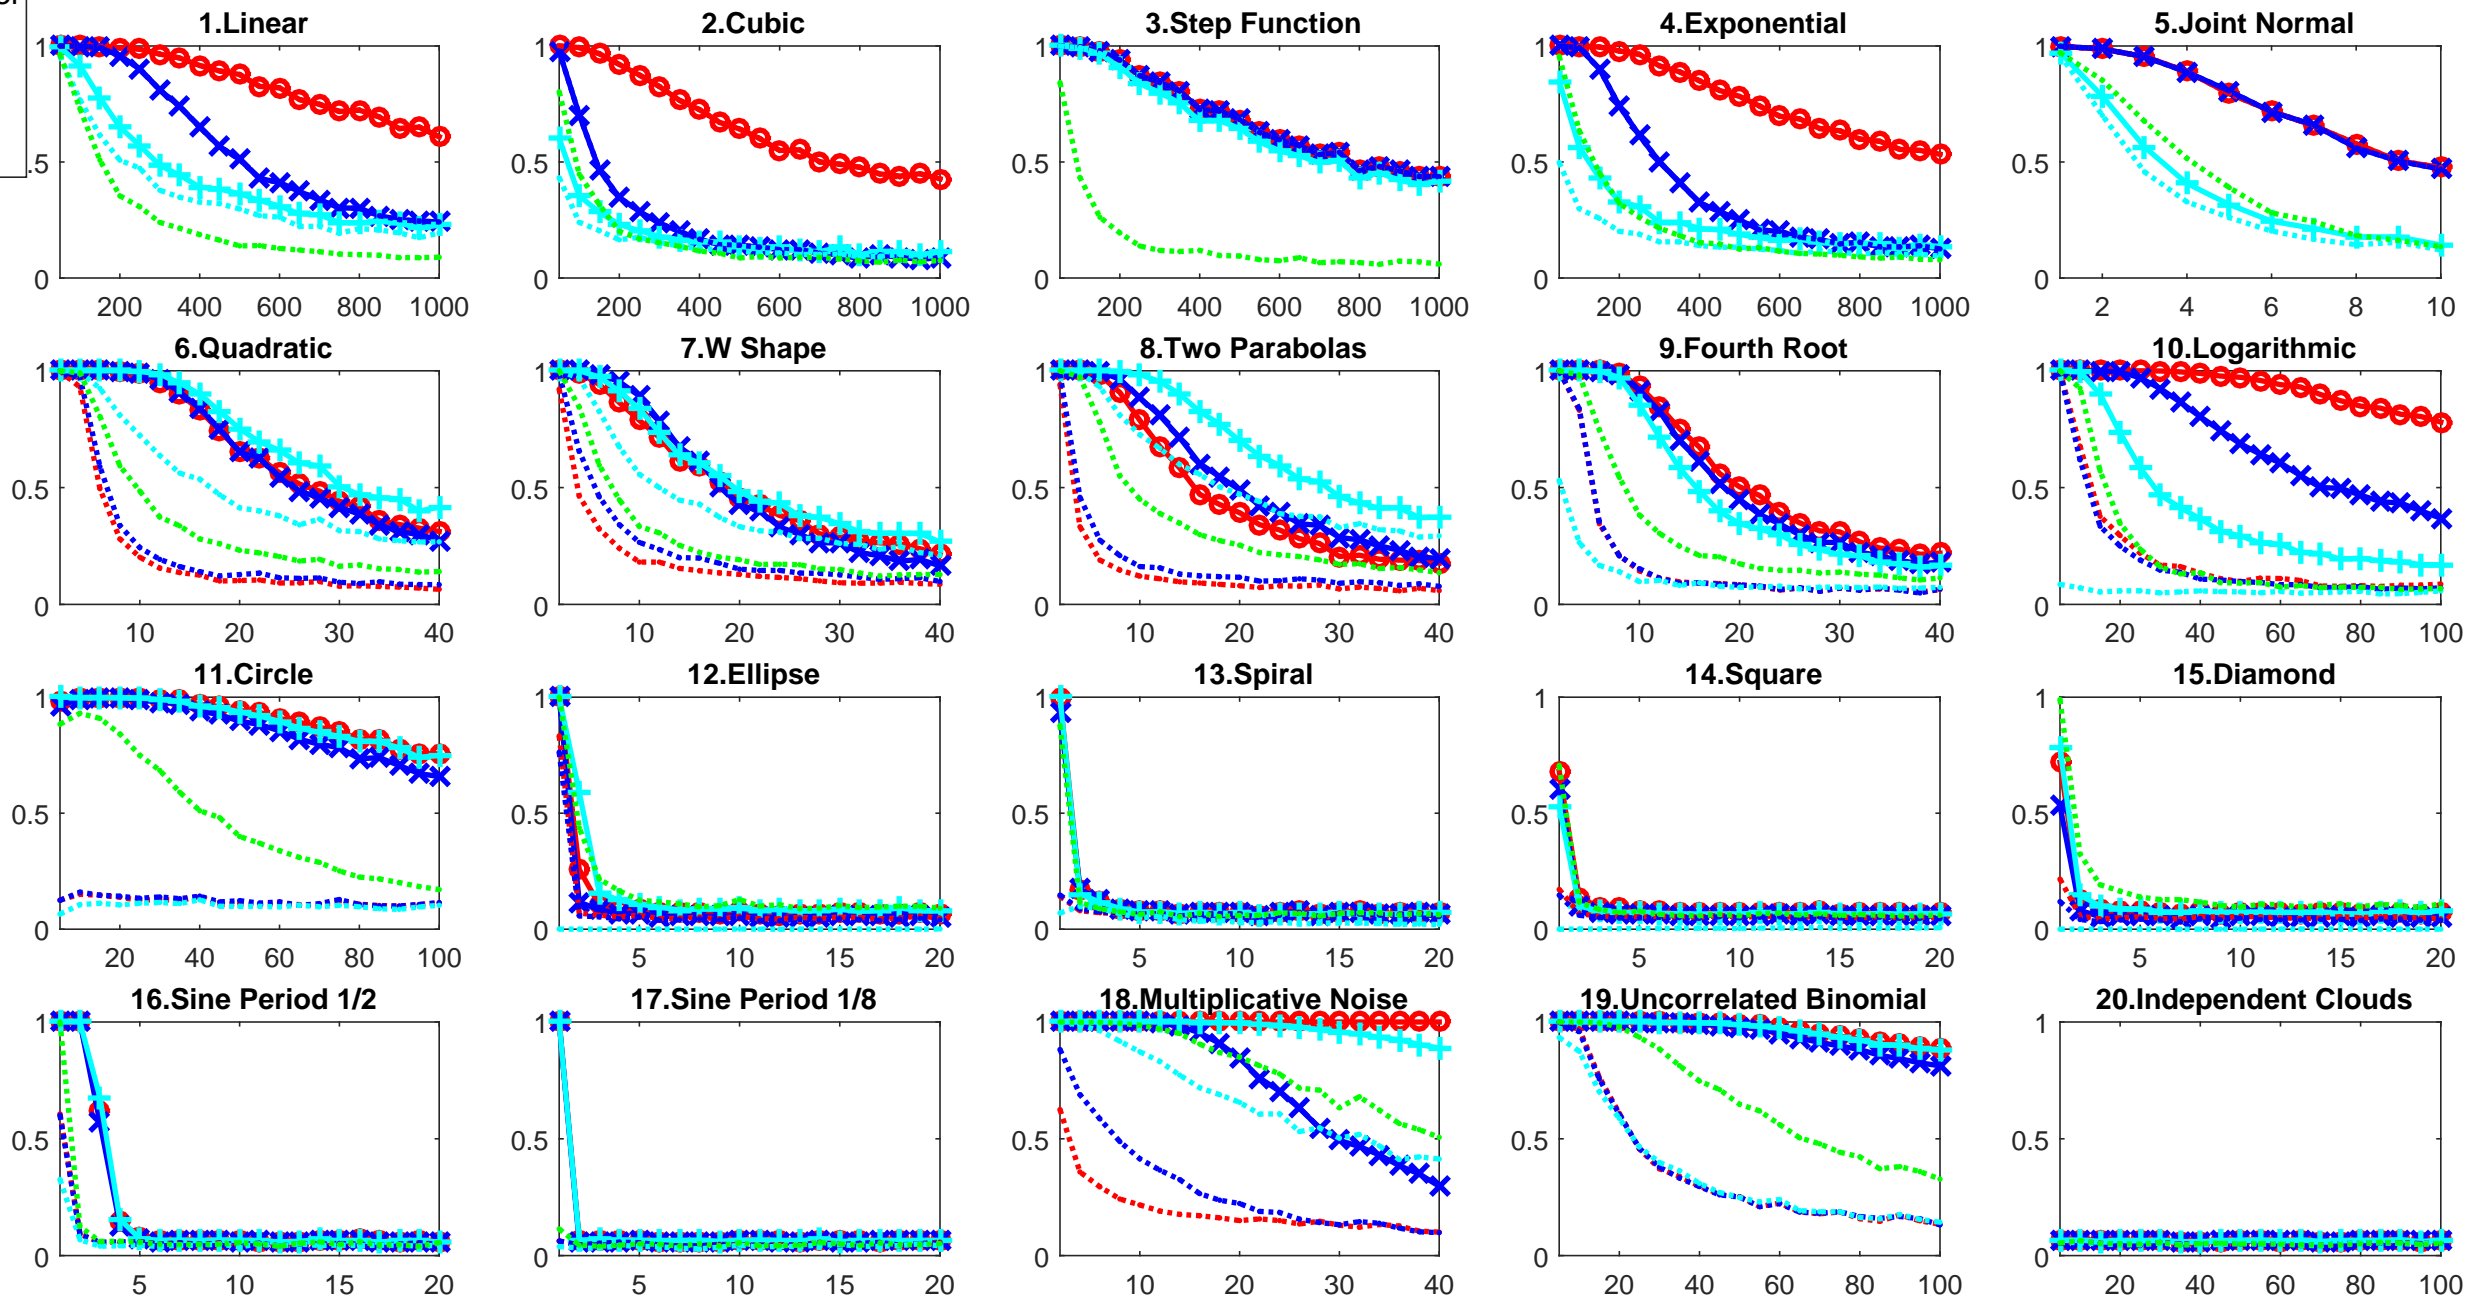 1.Linear
2.Cubic
3.Step Function
4.Exponential
5.Joint Normal
1
1
1
1
1
.5
0.5
0.5
0.5
0.5
0
0
0
0
0
200 400 600 800 1000
200 400 600 800 1000
200 400 600 800 1000
200 400 600 800 1000
2 4 6 8 10
6.Quadratic
7.W Shape
8.Two Parabolas
9.Fourth Root
10.Logarithmic
1
1
1
1
1
0.5
0.5
0.5
0.5
0.5
0
0
0
0
0
10 20 30 40
10 20 30 40
10 20 30 40
10 20 30 40
20 40 60 80 100
11.Circle
12.Ellipse
13.Spiral
14.Square
15.Diamond
1
1
1
1
1
0.5
0.5
0.5
0.5
0.5
0
0
0
0
0
20 40 60 80 100
5 10 15 20
5 10 15 20
5 10 15 20
5 10 15 20
16.Sine Period 1/2
17.Sine Period 1/8
18.Multiplicative Noise
19.Uncorrelated Binomial
20.Independent Clouds
1
1
1
1
1
0.5
0.5
0.5
0.5
0.5
0
0
0
0
0
5 10 15 20
5 10 15 20
10 20 30 40
20 40 60 80 100
20 40 60 80 100